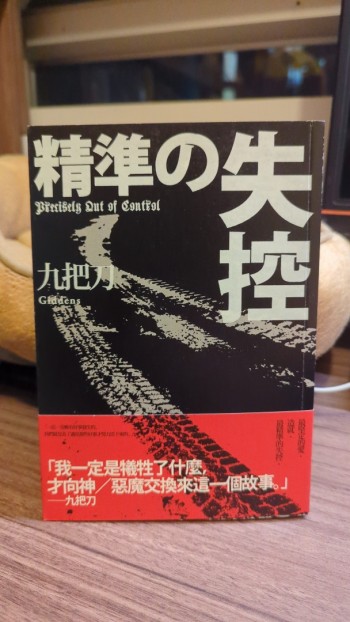 精準の失控
Precisely Out of Control
九把刀
Giddens
「我一定是犧牲了什麼,
才向神／惡魔交換來這一個故事。」
──九把刀